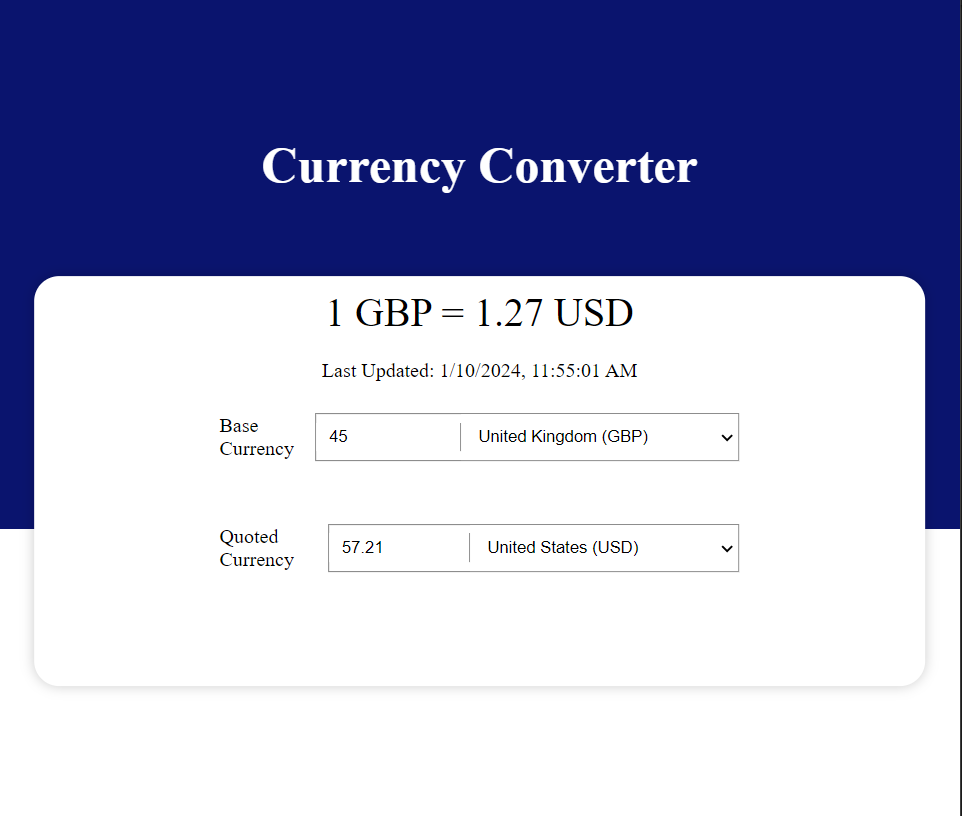 Currency Converter
1 GBP = 1.27 USD
Last Updated: 1/10/2024, 11:55:01 AM
Base
Currency
45
United Kingdom (GBP)
Quoted
Currency
57.21
United States (USD)